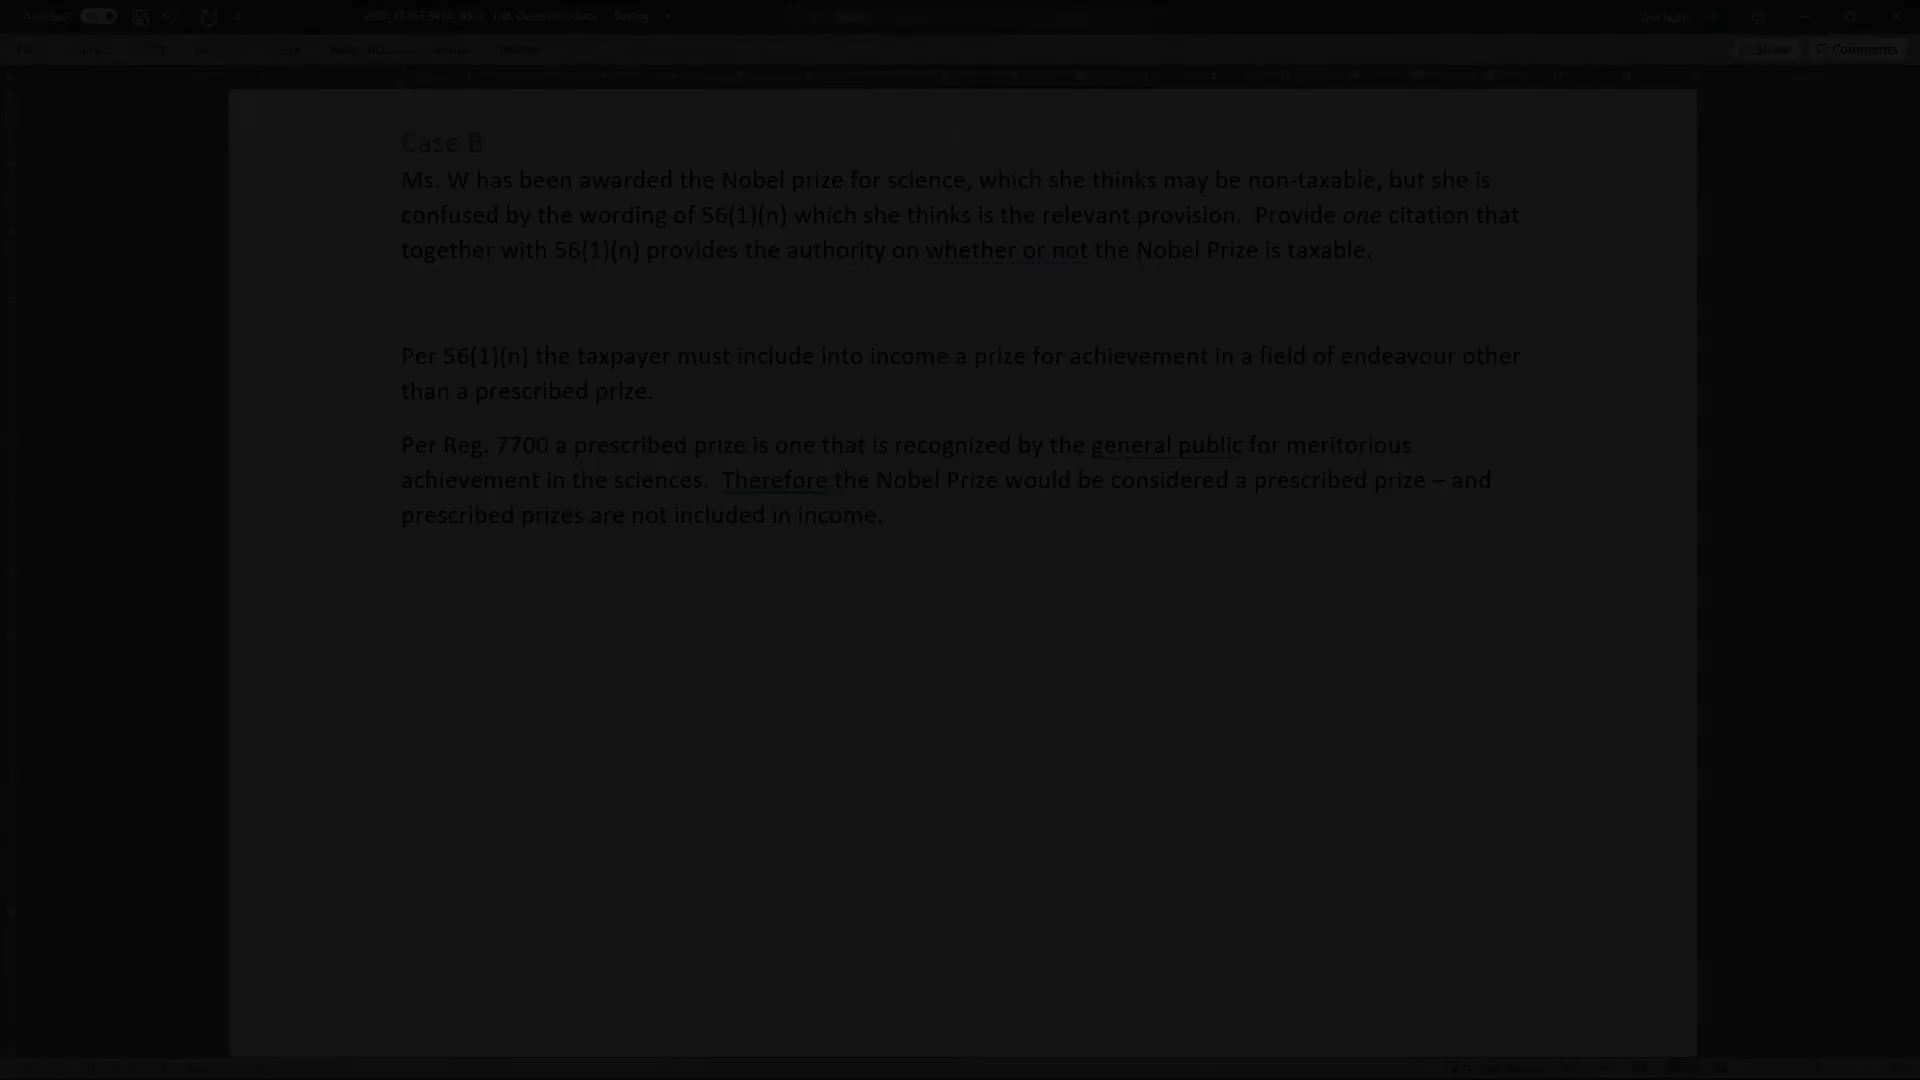 AutoSave
Saving
Share
Comments
Case B
Ms. W has been awarded the Nobel prize for science, which she thinks may be non-taxable, but she is
confused by the wording of 56(1)(n) which she thinks is the relevant provision. Provide one citation that
together with 56(1)(n) provides the authority on whether or not the Nobel Prize is taxable.
Per 56(1)(n) the taxpayer must include into income a prize for achievement in a field of endeavour other
than a prescribed prize.
Per Reg. 7700 a prescribed prize is one that is recognized by the general public for meritorious
achievement in the sciences. Therefore the Nobel Prize would be considered a prescribed prize – and
prescribed prizes are not included in income.